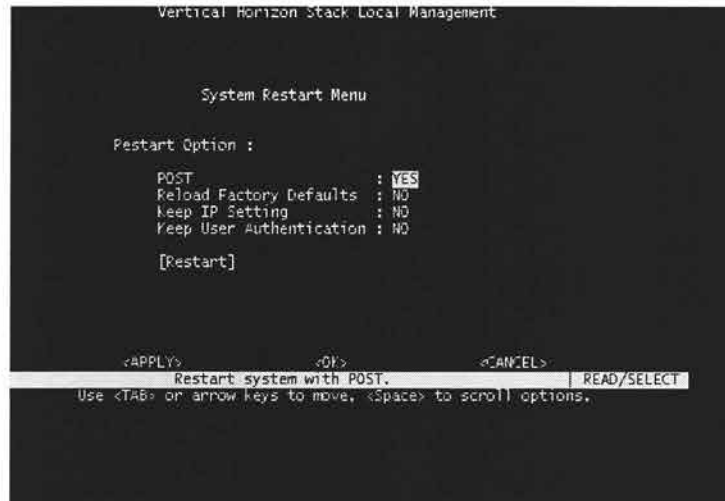 Vertical Horizon Stack Local Management
System Restart Menu
Restart Option :
POST : YES
Reload Factory Defaults : NO
Keep IP Setting : NO
Keep User Authentication : NO
[Restart]
<APPLY> <OK> <CANCEL>
Restart system with POST. READ/SELECT
Use <TAB> or arrow keys to move, <Space> to scroll options.